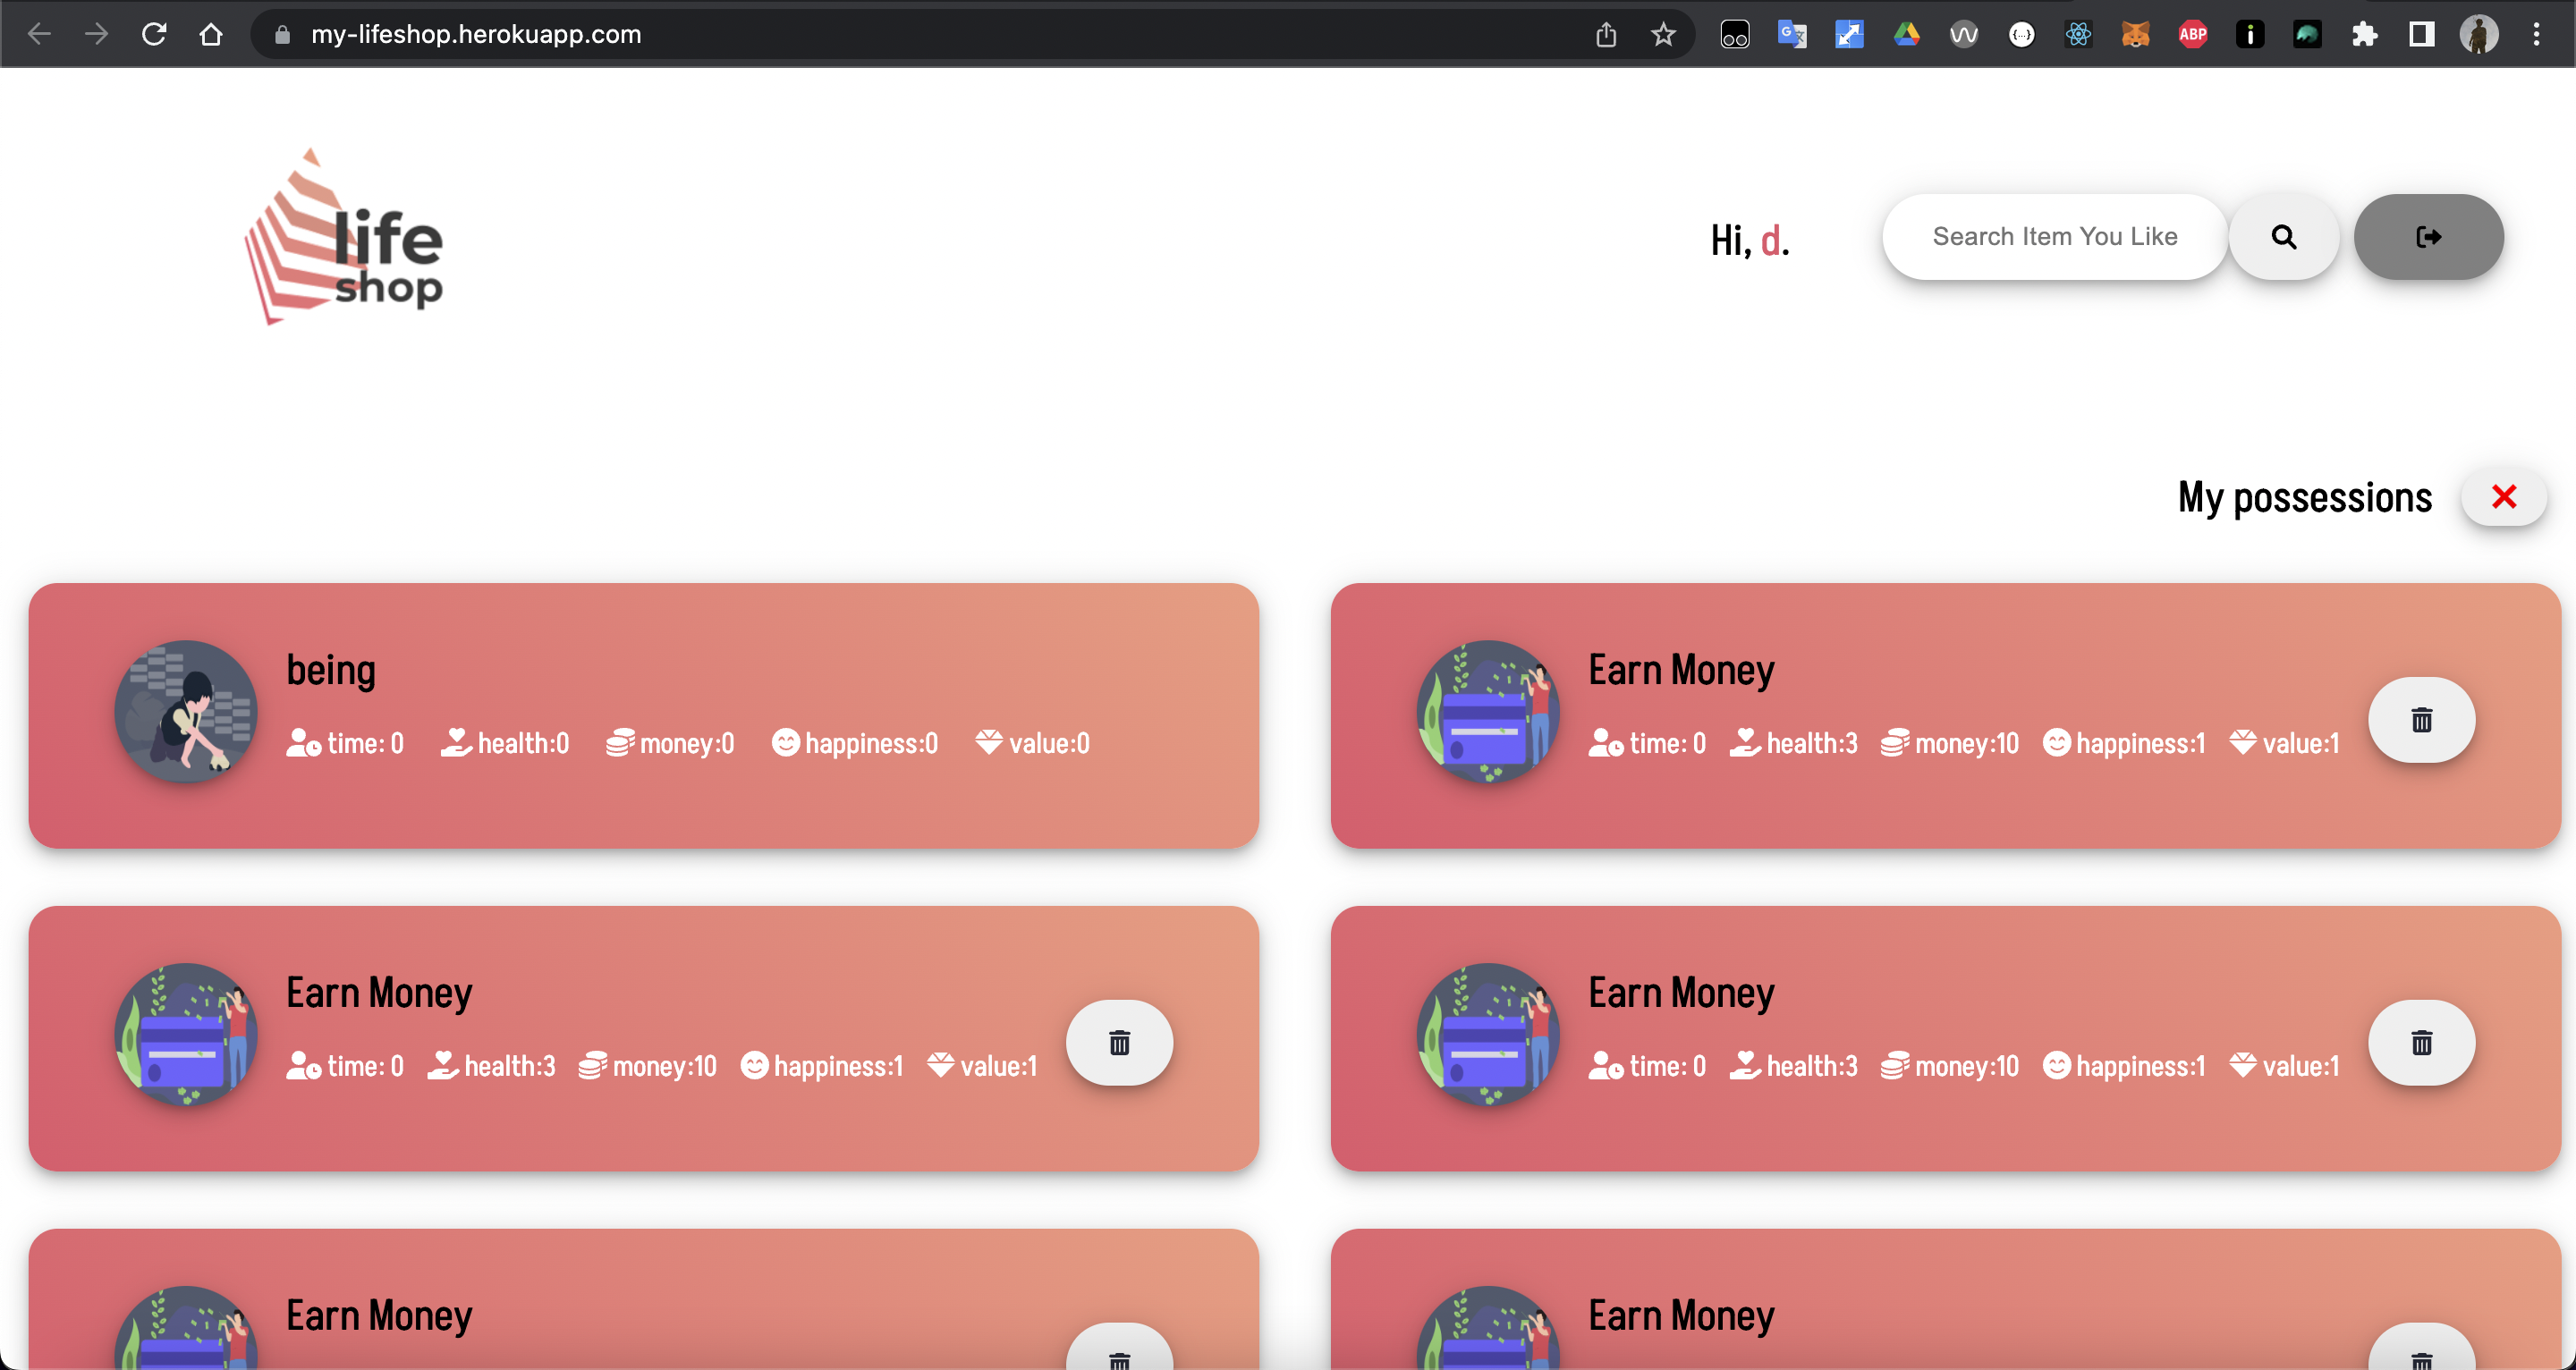 my-lifeshop.herokuapp.com
ABP
life
shop
Hi, d.
Search Item You Like
My possessions
being
time: 0 health:0 money:0 happiness:0 value:0
Earn Money
time: 0 health:3 money:10 happiness:1 value:1
Earn Money
time: 0 health:3 money:10 happiness:1 value:1
Earn Money
time: 0 health:3 money:10 happiness:1 value:1
Earn Money
Earn Money